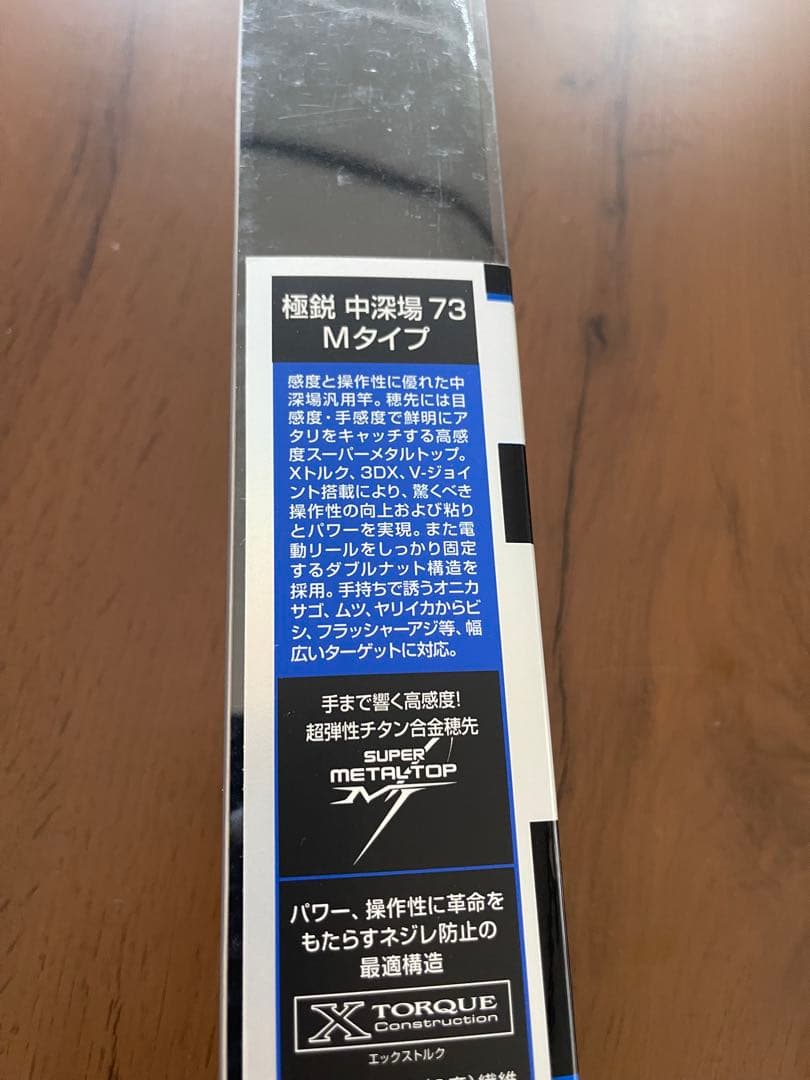 極鋭 中深場 73
Mタイプ
感度と操作性に優れた中
深場汎用竿。穂先には目
感度・手感度で鮮明にア
タリをキャッチする高感
度スーパーメタルトップ。
Xトルク、3DX、V-ジョイ
ント搭載により、驚くべき
操作性の向上および粘り
とパワーを実現。また電
動リールをしっかり固定
するダブルナット構造を
採用。手持ちで誘うオニカ
サゴ、ムツ、ヤリイカからビ
シ、フラッシャーアジ等、幅
広いターゲットに対応。
手まで響く高感度!
超弾性チタン合金穂先
SUPER
METAL TOP
MT
パワー、操作性に革命を
もたらすネジレ防止の
最適構造
X TORQUE
Construction
エックストルク